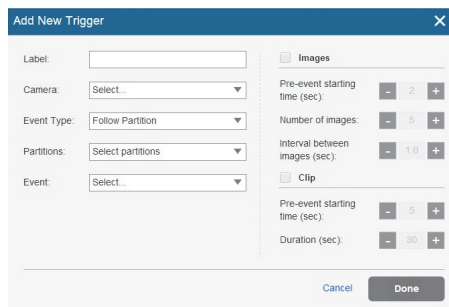 Add New Trigger
Label:
Camera: Select...
Event Type: Follow Partition
Partitions: Select partitions
Event: Select...
Images
Pre-event starting
time (sec): - 2 +
Number of images: - 5 +
Interval between
images (sec): - 1.0 +
Clip
Pre-event starting
time (sec): - 5 +
Duration (sec): - 30 +
Cancel Done